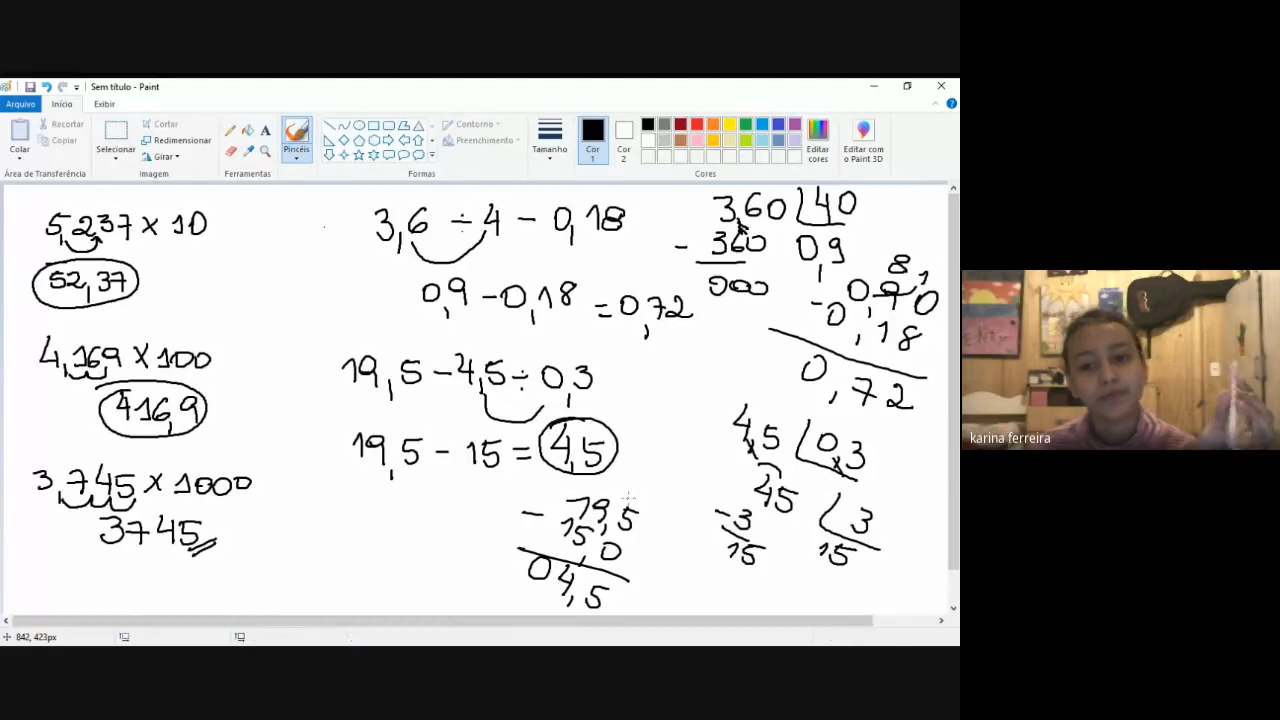 Sem título - Paint
Arquivo Início Exibir
Colar
Recortar
Copiar
Área de Transferência
Selecionar
Cortar
Redimensionar
Girar
Imagem
A
Ferramentas
Pincéis
Contorno
Preenchimento
Formas
Tamanho
Cor 1
Cor 2
Editar cores
Editar com o Paint 3D
Cores
5,237 x 10
52,37
4,169 x 100
416,9
3,745 x 1000
3745
3,6 ÷ 4 - 0,18
0,9 - 0,18 = 0,72
19,5 - 4,5 ÷ 0,3
19,5 - 15 = 4,5
- 19,5
15,0
04,5
3,60 40
- 360 0,9
000
8 1
0,90
- 0,18
0,72
4,5 0,3
45 3
-3 15
15
karina ferreira
842, 423px